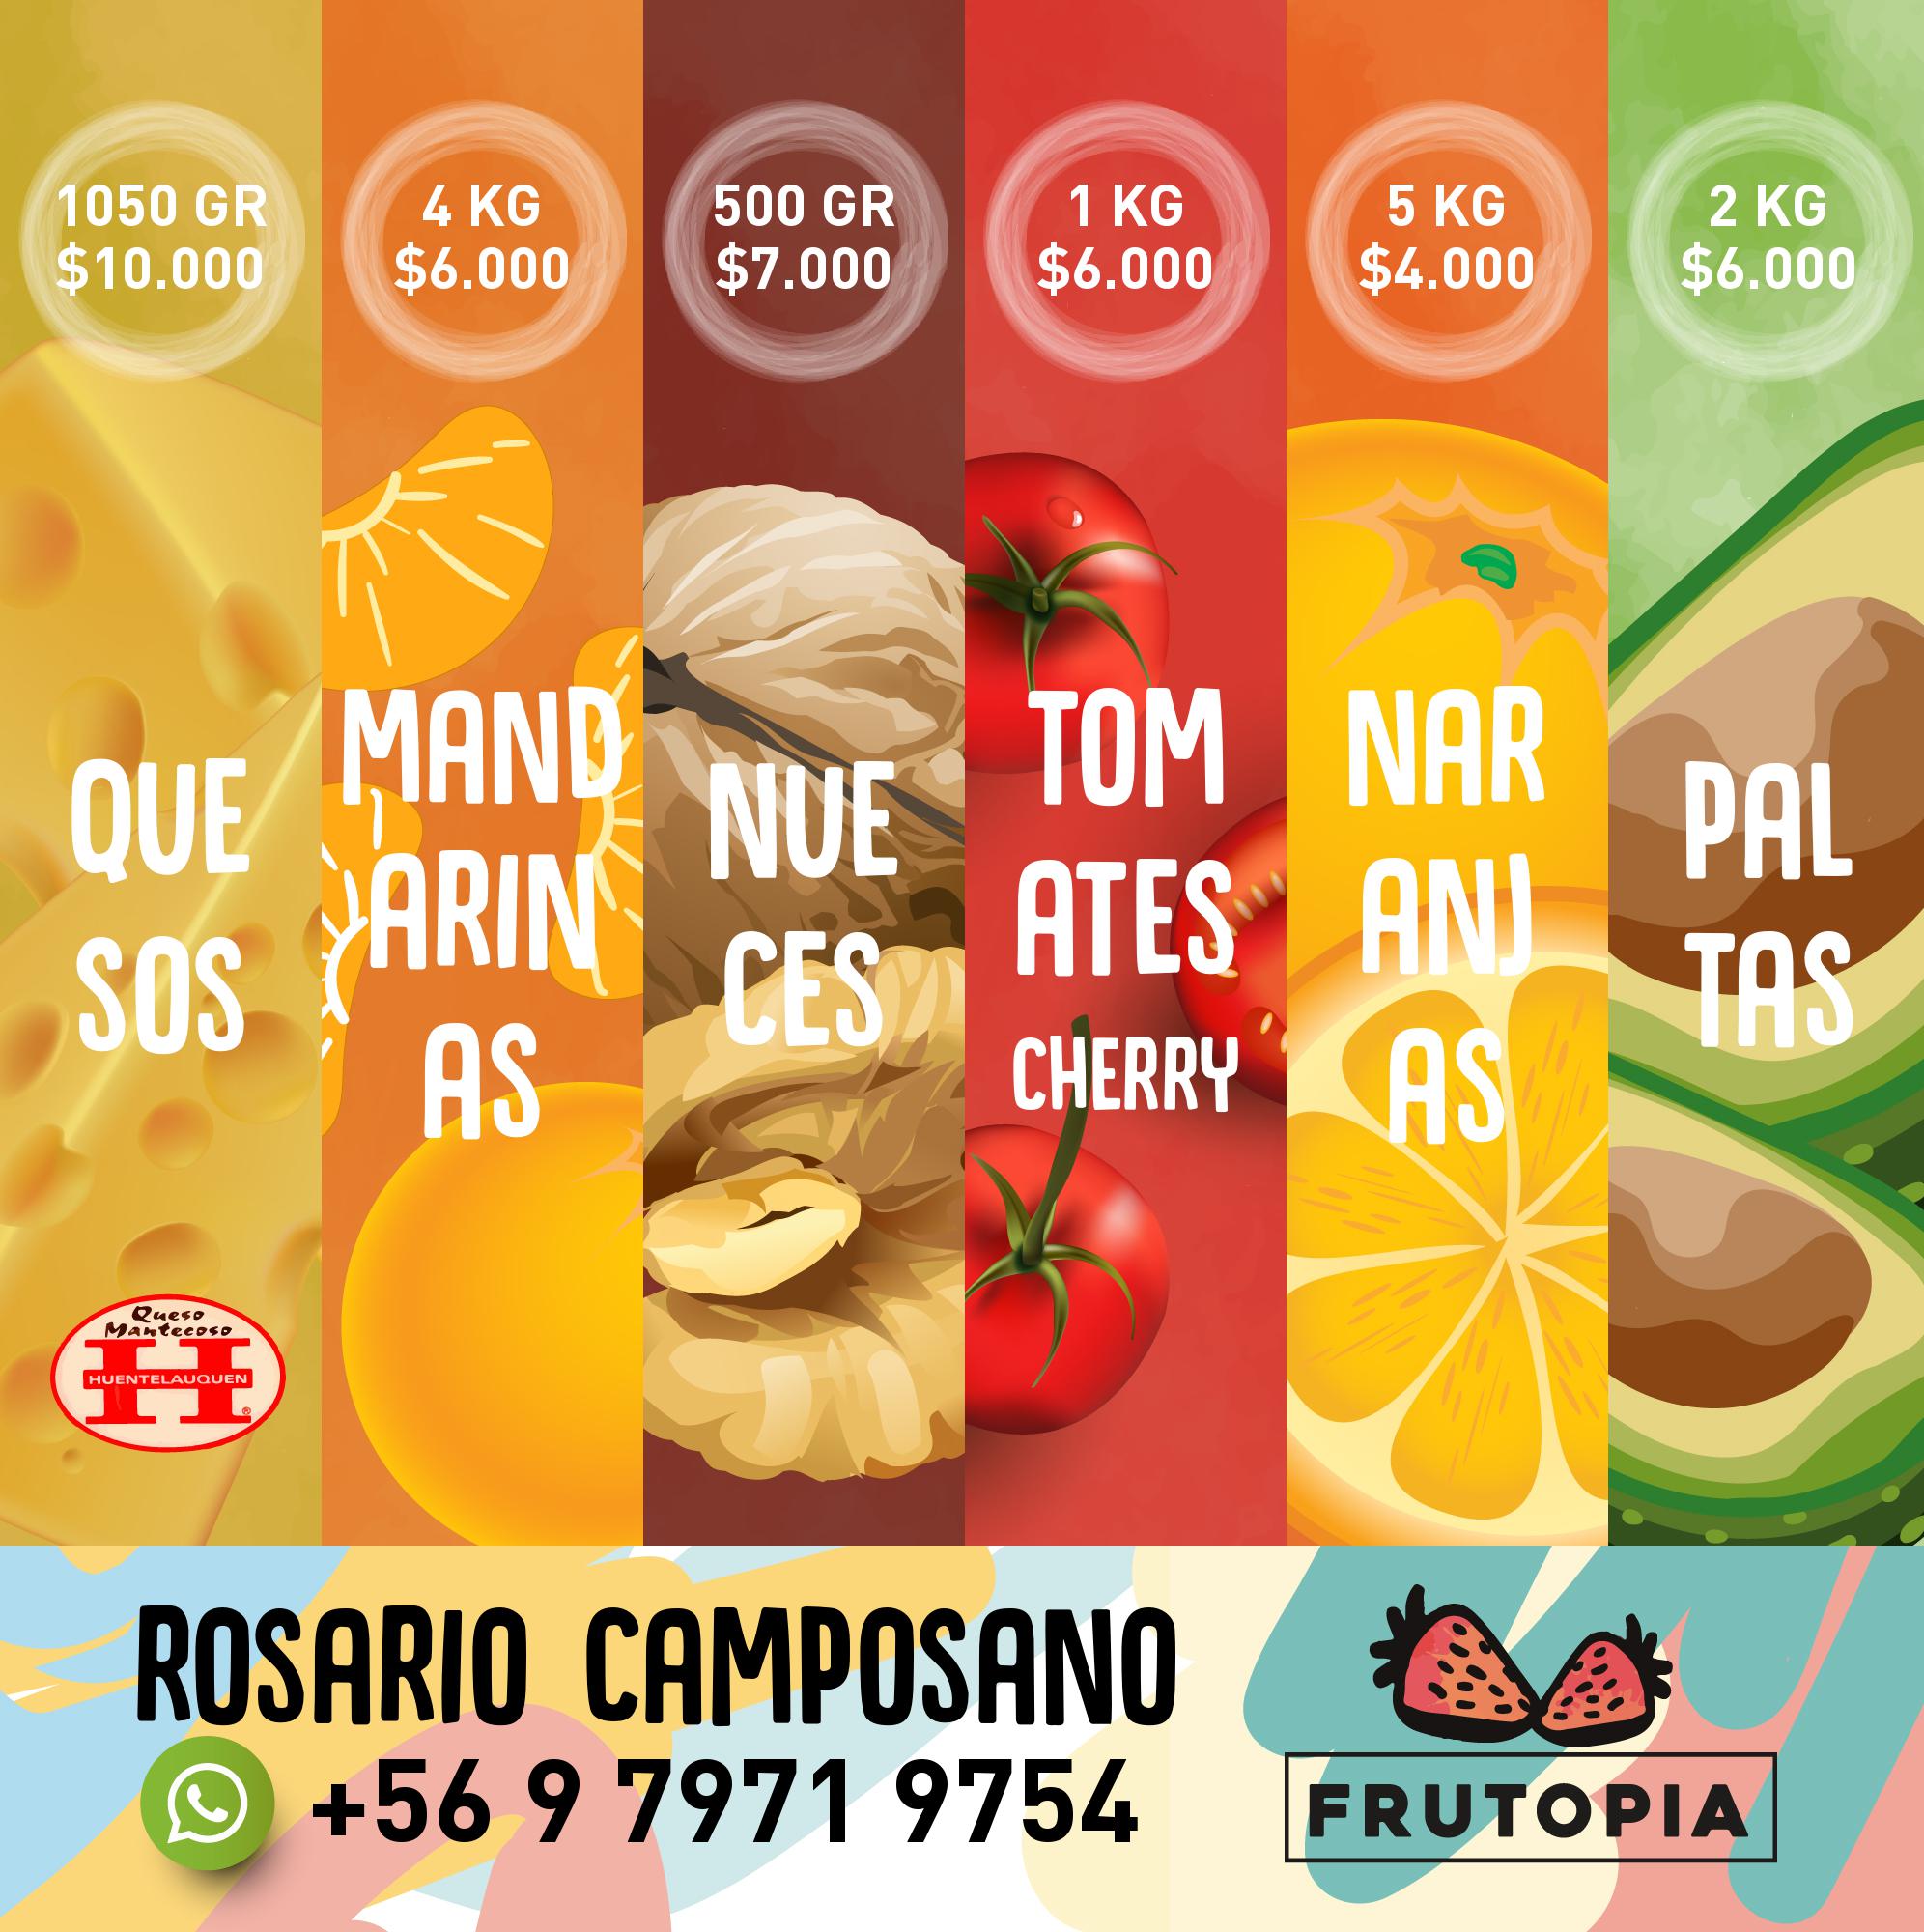 1050 GR
$10.000
QUE
SOS
Queso
Mantecoso
H
HUENTELAUQUEN
®
4 KG
$6.000
MAND
ARIN
AS
500 GR
$7.000
NUE
CES
1 KG
$6.000
TOM
ATES
CHERRY
5 KG
$4.000
NAR
ANJ
AS
2 KG
$6.000
PAL
TAS
ROSARIO CAMPOSANO
+56 9 7971 9754
FRUTOPIA